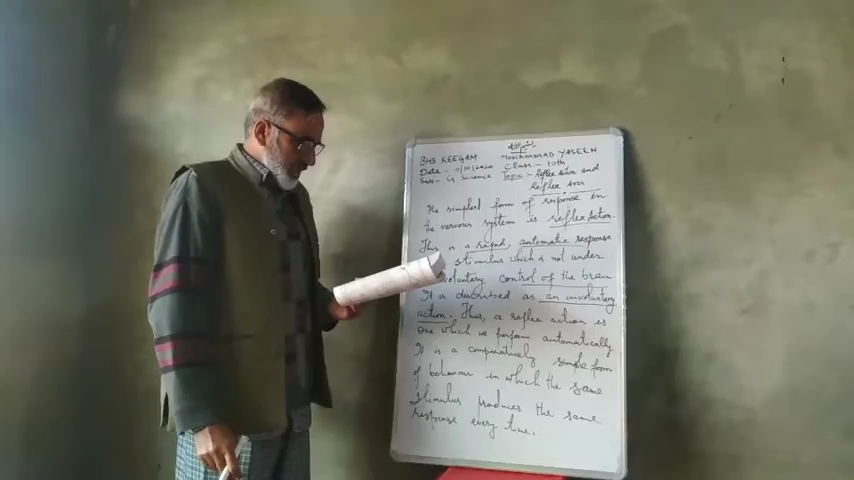 BHS KEEGAM MOHAMMAD YASEEN
Date - 11/10/2020 Class - 10th
Sub - G. Science Topic - Reflex action and
Reflex arcs
The simplest form of response in
the nervous system is reflex action.
This is a rapid, automatic response
stimulus which is not under
voluntary control of the brain
It is described as an involuntary
action. Thus, a reflex action is
one which we perform automatically
It is a comparatively simple form
of behaviour in which the same
stimulus produces the same
response every time.